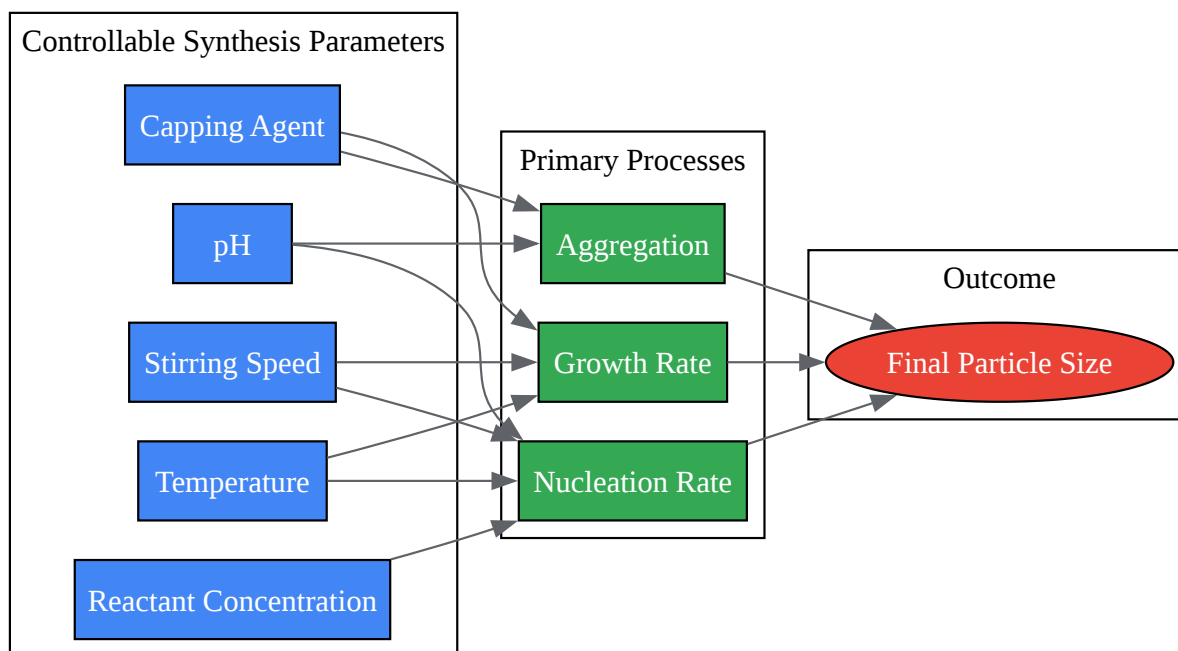 Controllable Synthesis Parameters
Capping Agent
pH
Stirring Speed
Temperature
Reactant Concentration
Primary Processes
Aggregation
Growth Rate
Nucleation Rate
Outcome
Final Particle Size